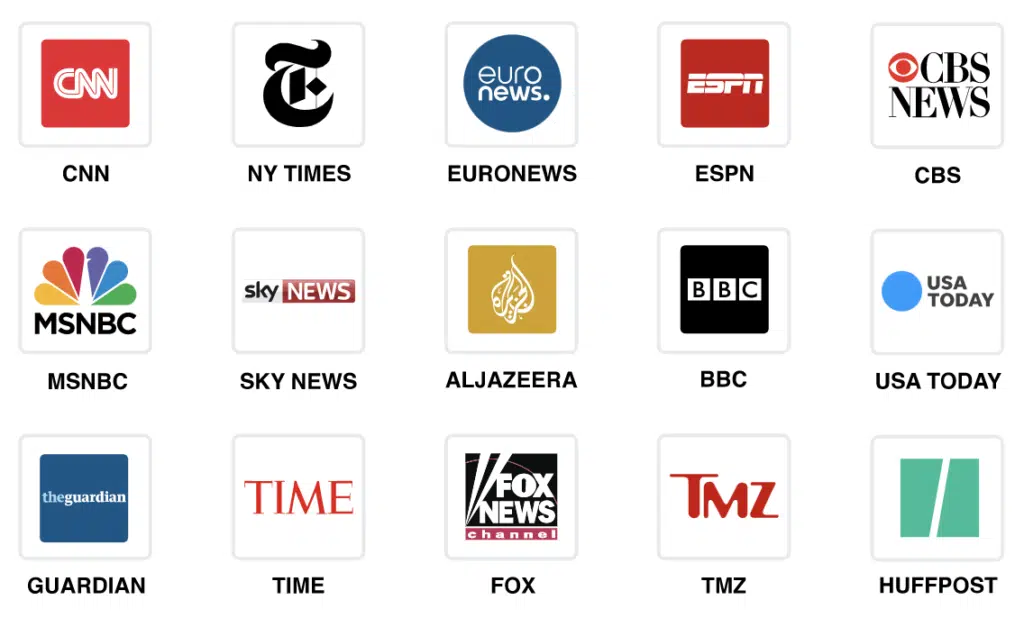 CNN
T
euro
news.
ESPN
CBS
NEWS
CNN
NY TIMES
EURONEWS
ESPN
CBS
MSNBC
sky NEWS
الجزيرة
BBC
USA
TODAY
MSNBC
SKY NEWS
ALJAZEERA
BBC
USA TODAY
theguardian
TIME
FOX
NEWS
channel
TMZ
GUARDIAN
TIME
FOX
TMZ
HUFFPOST